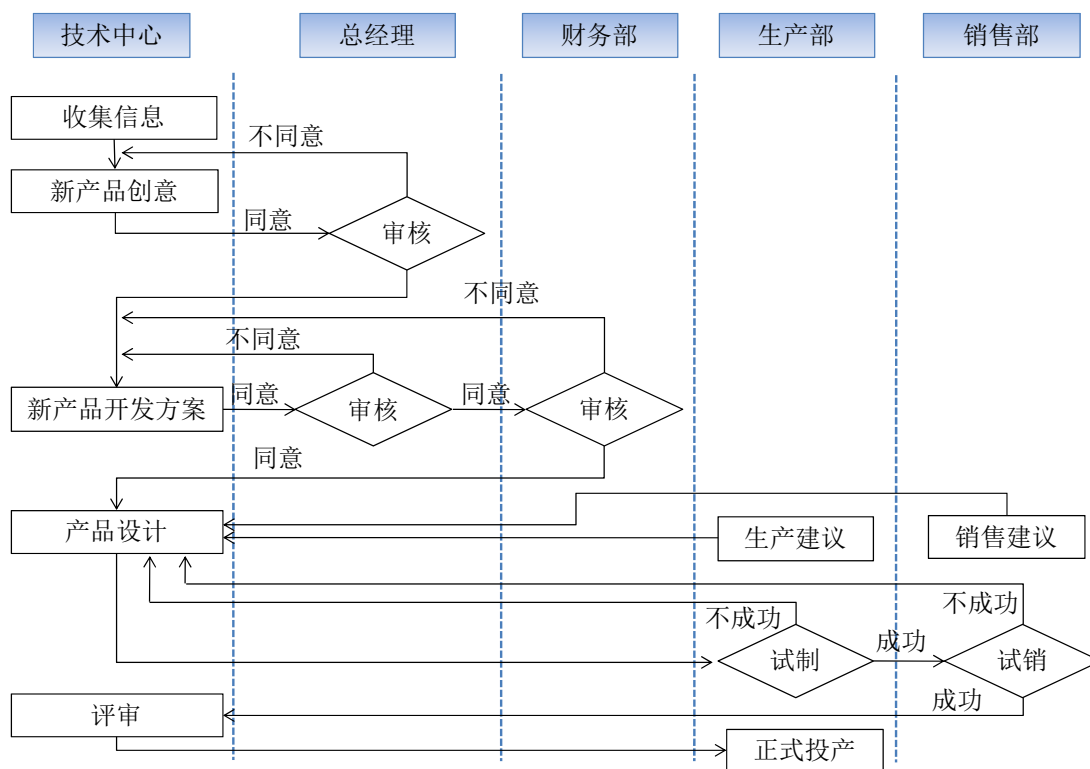 技术中心
总经理
财务部
生产部
销售部
收集信息
不同意
新产品创意
同意
审核
不同意
不同意
新产品开发方案
同意
审核
同意
审核
同意
产品设计
生产建议
销售建议
不成功
不成功
试制
成功
试销
评审
成功
正式投产